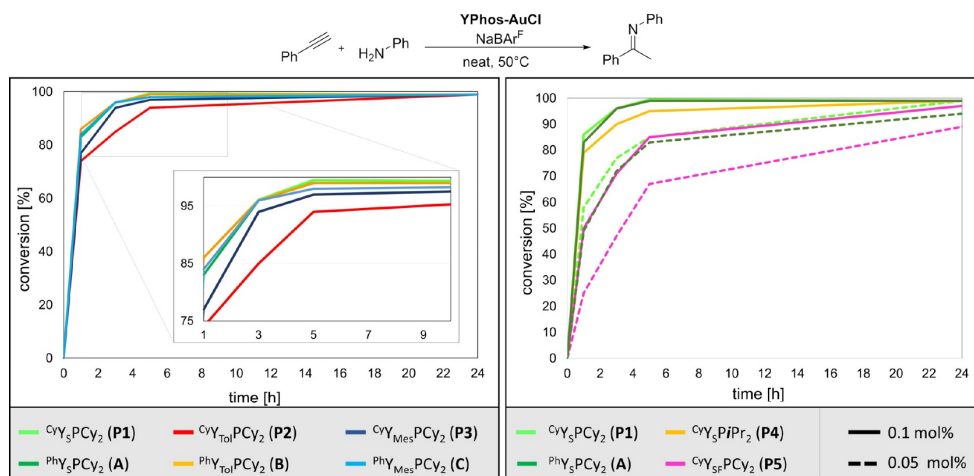 YPhos-AuCl
NaBArF
neat, 50°C
Ph
+
H2N
Ph
Ph
N
Ph
conversion [%]
100
80
60
40
20
0
0 2 4 6 8 10 12 14 16 18 20 22 24
time [h]
95
85
75
1 3 5 7 9
CyYSPCy2 (P1) CyYTolPCy2 (P2) CyYMesPCy2 (P3)
PhYSPCy2 (A) PhYTolPCy2 (B) PhYMesPCy2 (C)
conversion [%]
100
90
80
70
60
50
40
30
20
10
0
0 2 4 6 8 10 12 14 16 18 20 22 24
time [h]
CyYSPCy2 (P1) CyYSPiPr2 (P4) 0.1 mol%
PhYSPCy2 (A) CyYSFPCy2 (P5) 0.05 mol%